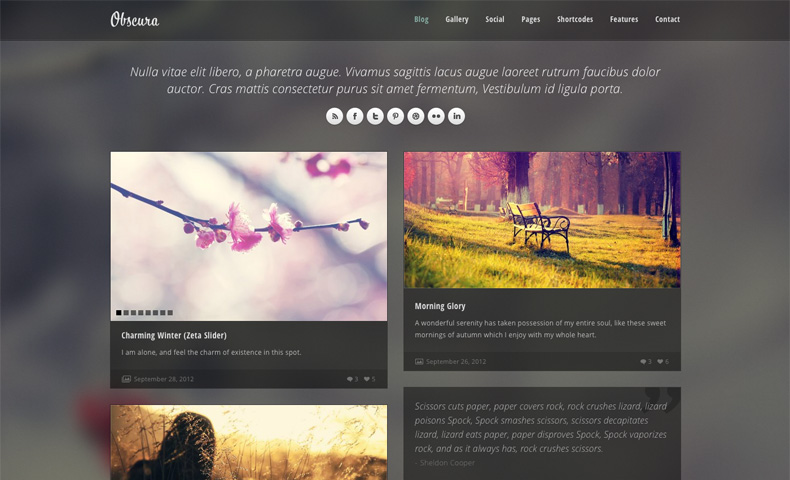 Obscura
Blog Gallery Social Pages Shortcodes Features Contact
Nulla vitae elit libero, a pharetra augue. Vivamus sagittis lacus augue laoreet rutrum faucibus dolor
auctor. Cras mattis consectetur purus sit amet fermentum, Vestibulum id ligula porta.
Charming Winter (Zeta Slider)
I am alone, and feel the charm of existence in this spot.
September 28, 2012 3 5
Morning Glory
A wonderful serenity has taken possession of my entire soul, like these sweet
mornings of autumn which I enjoy with my whole heart.
September 26, 2012 3 6
Scissors cuts paper, paper covers rock, rock crushes lizard, lizard
poisons Spock, Spock smashes scissors, scissors decapitates
lizard, lizard eats paper, paper disproves Spock, Spock vaporizes
rock, and as it always has, rock crushes scissors.
- Sheldon Cooper